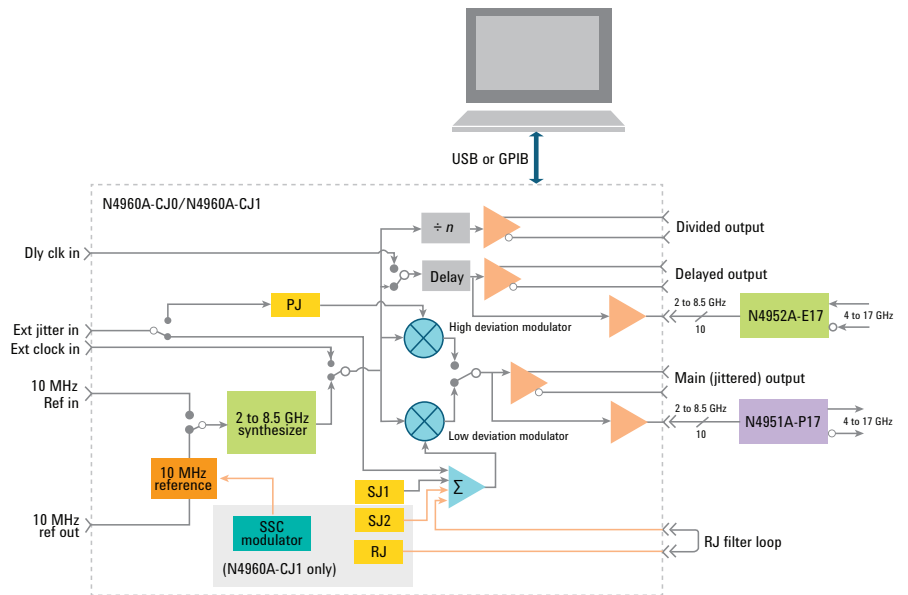 USB or GPIB
N4960A-CJ0/N4960A-CJ1
÷ n
Divided output
Dly clk in
Delay
Delayed output
PJ
2 to 8.5 GHz
10
N4952A-E17
4 to 17 GHz
Ext jitter in
High deviation modulator
Ext clock in
10 MHz
Ref in
Main (jittered) output
2 to 8.5 GHz
synthesizer
2 to 8.5 GHz
10
N4951A-P17
4 to 17 GHz
Low deviation modulator
10 MHz
reference
Σ
SJ1
10 MHz
ref out
SSC
modulator
SJ2
RJ
RJ filter loop
(N4960A-CJ1 only)